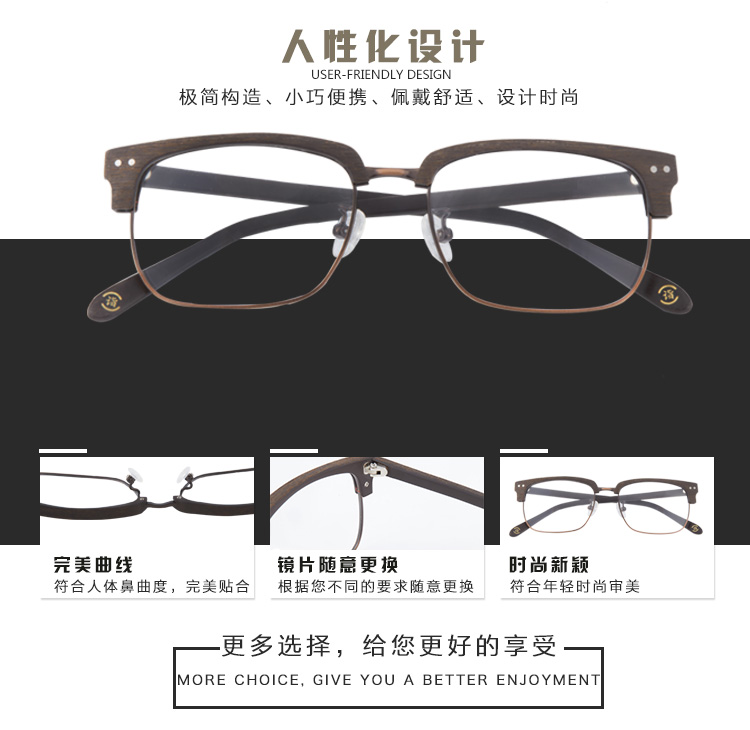 人性化设计
USER-FRIENDLY DESIGN
极简构造、小巧便携、佩戴舒适、设计时尚
完美曲线
符合人体鼻曲度，完美贴合
镜片随意更换
根据您不同的要求随意更换
时尚新颖
符合年轻时尚审美
更多选择，给您更好的享受
MORE CHOICE, GIVE YOU A BETTER ENJOYMENT